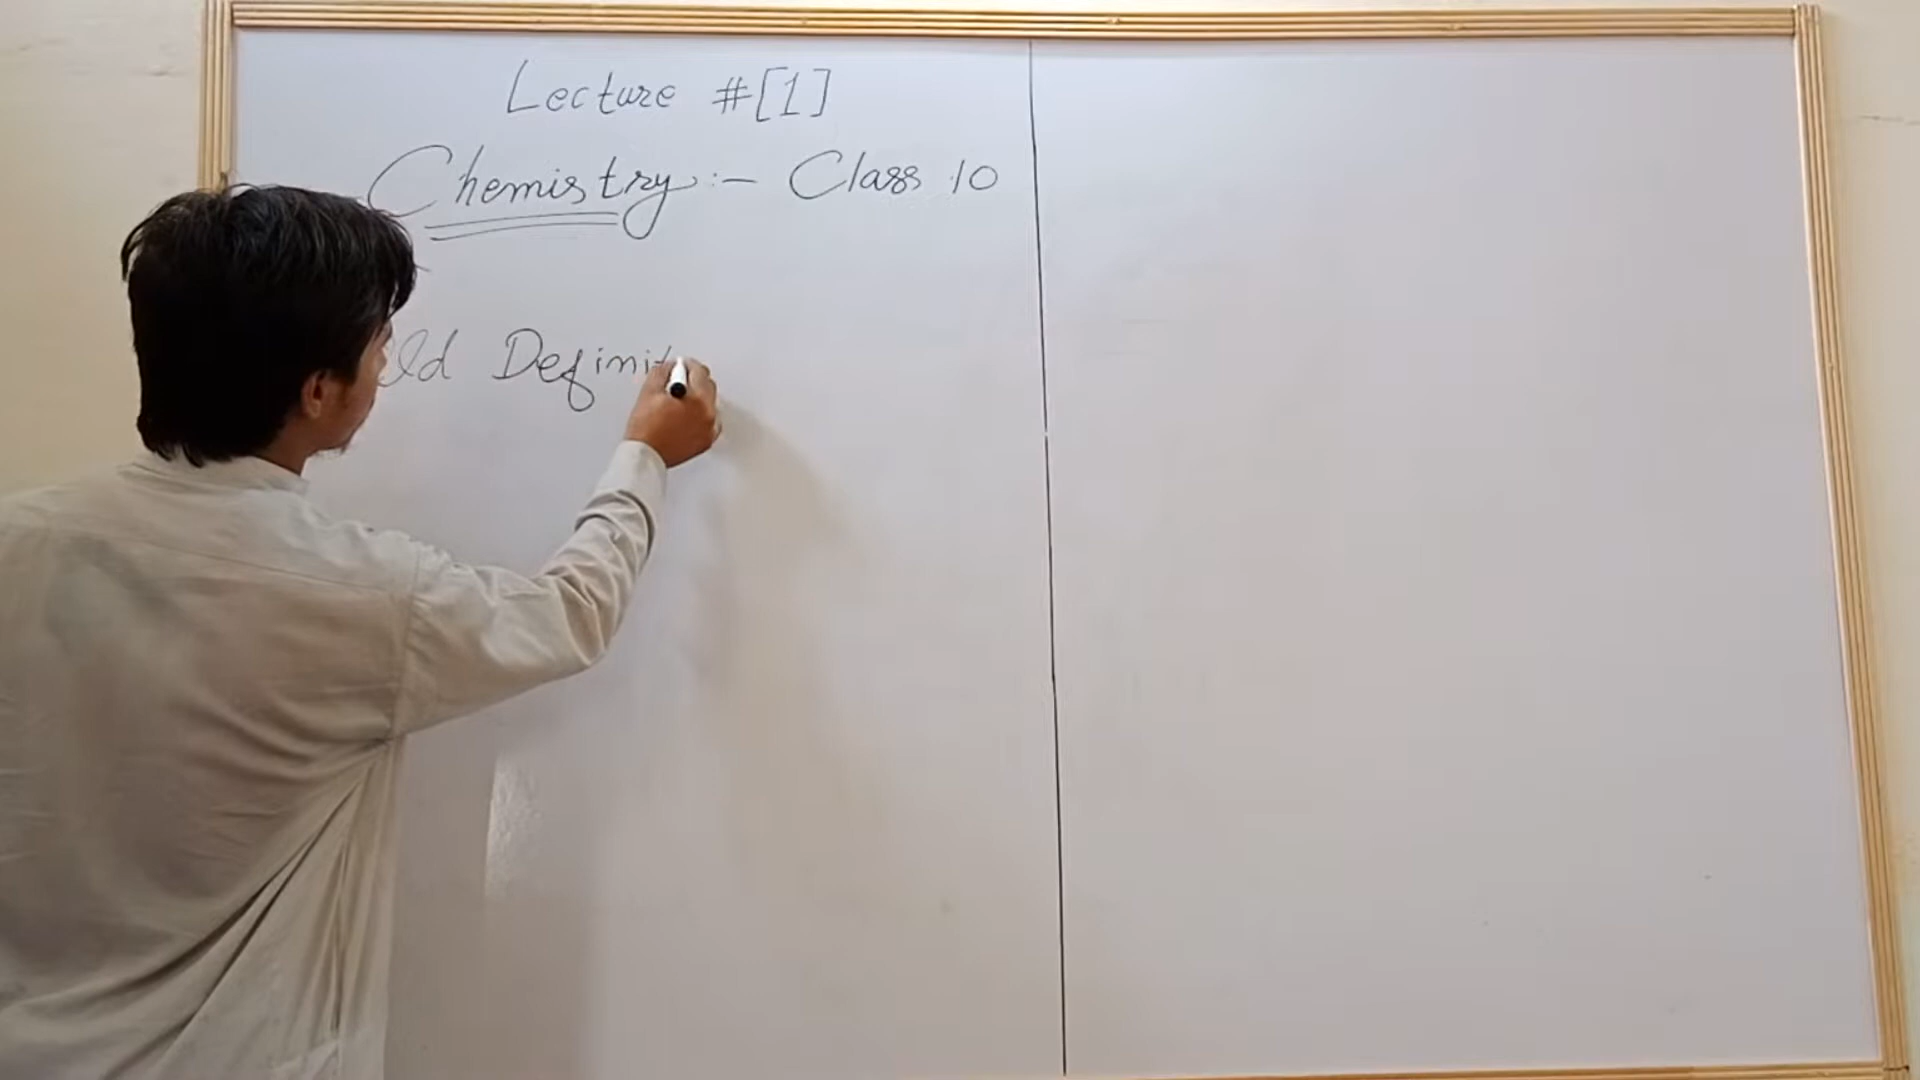 Lecture #[1]
Chemistry:- Class 10
Old Definit